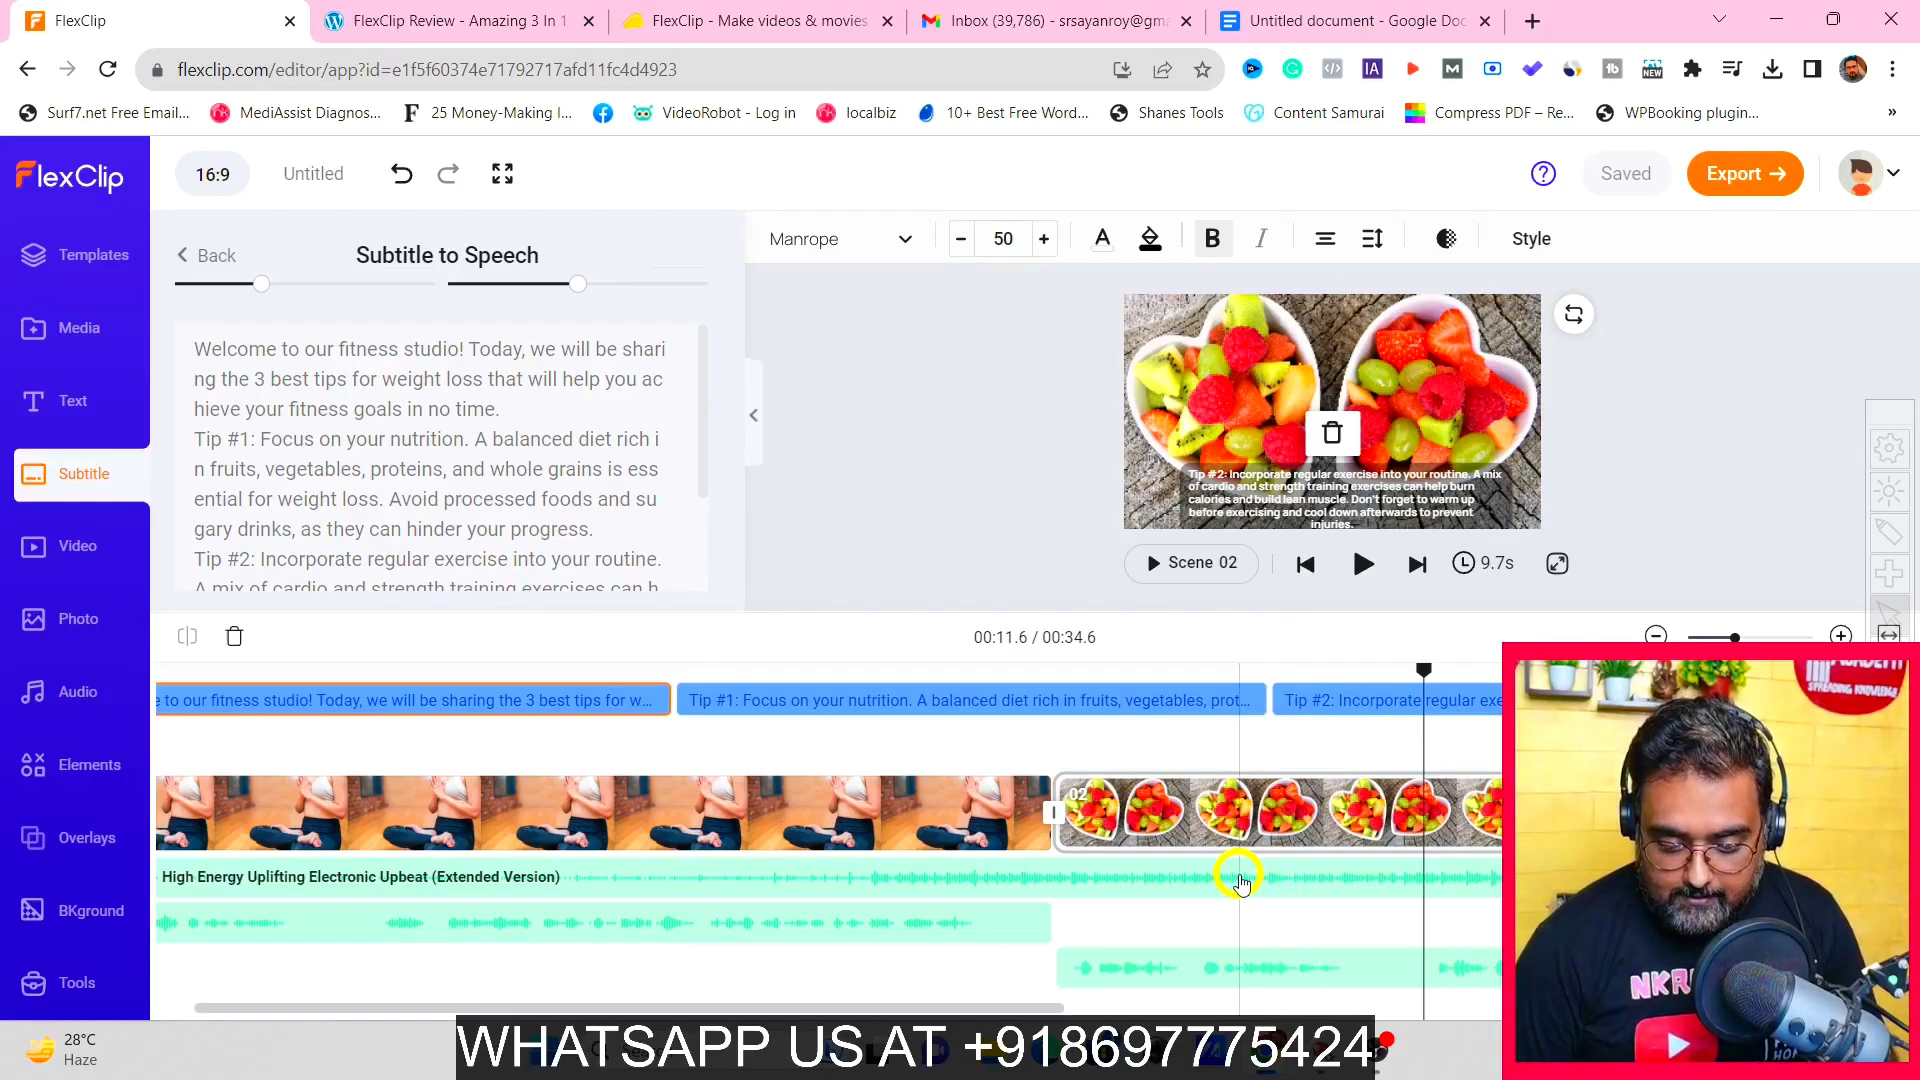 FlexClip
FlexClip Review - Amazing 3 In 1
FlexClip - Make videos & movies
Inbox (39,786) - srsayanroy@gm
Untitled document - Google Doc
flexclip.com/editor/app?id=e1f5f60374e71792717afd11fc4d4923
Surf7.net Free Email...
MediAssist Diagnos...
25 Money-Making I...
VideoRobot - Log in
localbiz
10+ Best Free Word...
Shanes Tools
Content Samurai
Compress PDF – Re...
WPBooking plugin...
FlexClip
16:9
Untitled
Saved
Export
Templates
Media
Text
Subtitle
Video
Photo
Audio
Elements
Overlays
BKground
Tools
Back
Subtitle to Speech
Welcome to our fitness studio! Today, we will be shari
ng the 3 best tips for weight loss that will help you ac
hieve your fitness goals in no time.
Tip #1: Focus on your nutrition. A balanced diet rich i
n fruits, vegetables, proteins, and whole grains is ess
ential for weight loss. Avoid processed foods and su
gary drinks, as they can hinder your progress.
Tip #2: Incorporate regular exercise into your routine.
A mix of cardio and strength training exercises can h
Manrope
50
B
I
Style
Tip #2: Incorporate regular exercise into your routine. A mix
of cardio and strength training exercises can help burn
calories and build lean muscle. Don't forget to warm up
before exercising and cool down afterwards to prevent
injuries.
Scene 02
9.7s
00:11.6 / 00:34.6
e to our fitness studio! Today, we will be sharing the 3 best tips for w...
Tip #1: Focus on your nutrition. A balanced diet rich in fruits, vegetables, prot...
Tip #2: Incorporate regular exe
02
High Energy Uplifting Electronic Upbeat (Extended Version)
SPREADING KNOWLEDGE
NKR
28°C
Haze
WHATSAPP US AT +918697775424